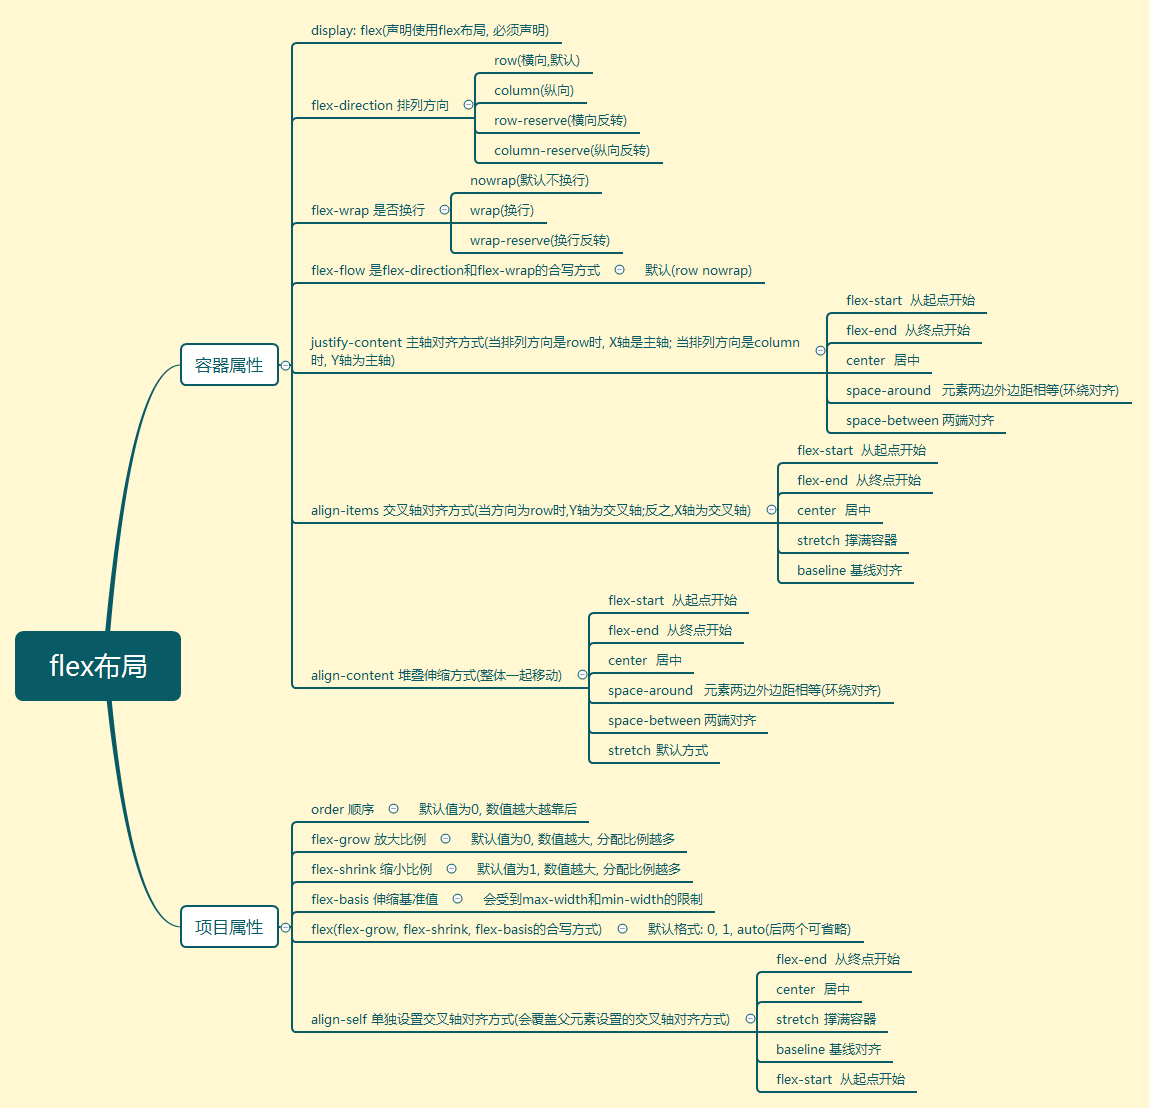 flex布局
容器属性
display: flex(声明使用flex布局, 必须声明)
flex-direction 排列方向
row(横向,默认)
column(纵向)
row-reserve(横向反转)
column-reserve(纵向反转)
flex-wrap 是否换行
nowrap(默认不换行)
wrap(换行)
wrap-reserve(换行反转)
flex-flow 是flex-direction和flex-wrap的合写方式
默认(row nowrap)
justify-content 主轴对齐方式(当排列方向是row时, X轴是主轴; 当排列方向是column
时, Y轴为主轴)
flex-start 从起点开始
flex-end 从终点开始
center 居中
space-around 元素两边外边距相等(环绕对齐)
space-between 两端对齐
align-items 交叉轴对齐方式(当方向为row时,Y轴为交叉轴;反之,X轴为交叉轴)
flex-start 从起点开始
flex-end 从终点开始
center 居中
stretch 撑满容器
baseline 基线对齐
align-content 堆叠伸缩方式(整体一起移动)
flex-start 从起点开始
flex-end 从终点开始
center 居中
space-around 元素两边外边距相等(环绕对齐)
space-between 两端对齐
stretch 默认方式
项目属性
order 顺序
默认值为0, 数值越大越靠后
flex-grow 放大比例
默认值为0, 数值越大, 分配比例越多
flex-shrink 缩小比例
默认值为1, 数值越大, 分配比例越多
flex-basis 伸缩基准值
会受到max-width和min-width的限制
flex(flex-grow, flex-shrink, flex-basis的合写方式)
默认格式: 0, 1, auto(后两个可省略)
align-self 单独设置交叉轴对齐方式(会覆盖父元素设置的交叉轴对齐方式)
flex-end 从终点开始
center 居中
stretch 撑满容器
baseline 基线对齐
flex-start 从起点开始